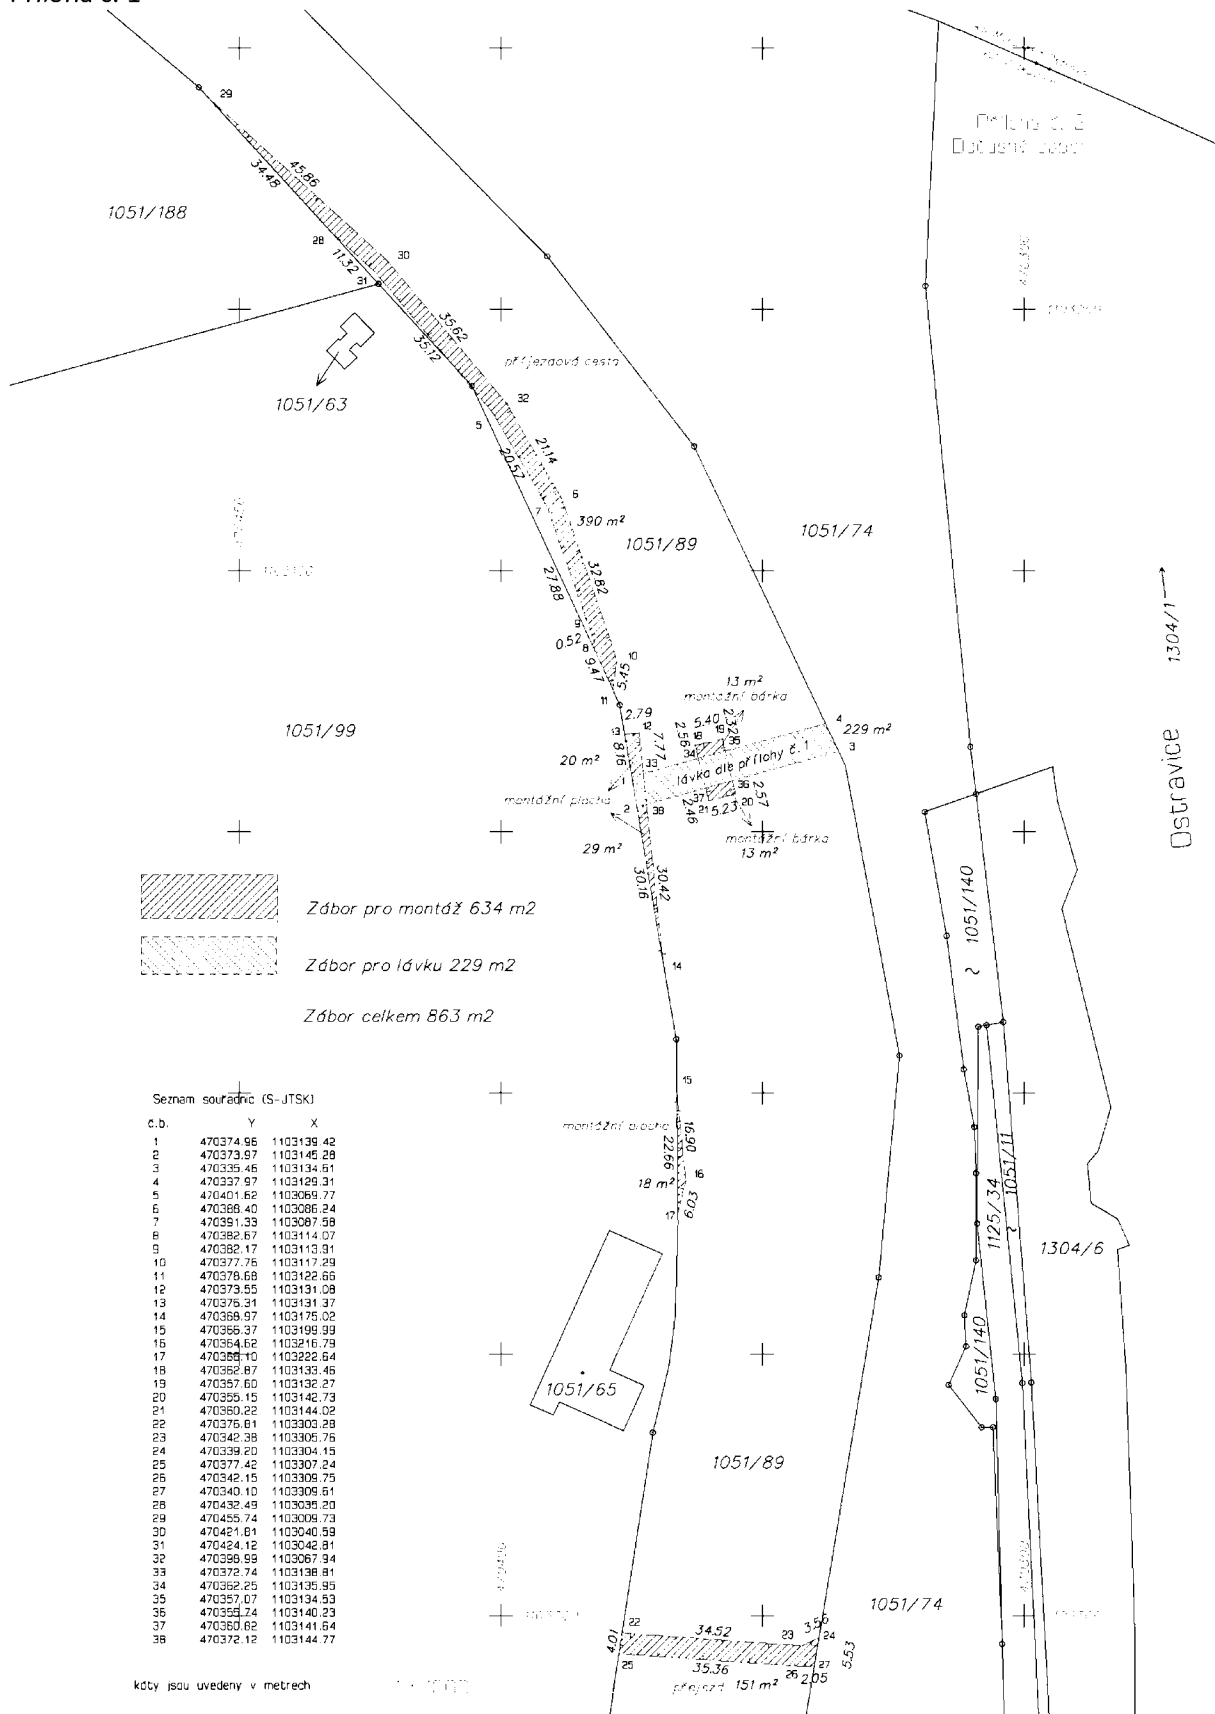 Příloha č. 2
Dočasný zábor
29
45.86
34.48
1051/188
28
30
11.32
31
35.62
35.12
příjezdová cesta
1051/63
32
5
21.14
20.57
6
7
390 m²
1051/89
1051/74
1103100
32.82
27.88
9
0.52
8
10
9.47
5.45
11
13 m²
montážní bárka
1304/1
Ostravice
1051/99
2.79
12
13
8.16
7.77
2.56
5.40
18
19
2.32
35
34
4
229 m²
3
20 m²
33
1
lávka dle přílohy č.1
36
2.57
montážní plocha
2
38
37
2.46
21
5.23
20
montážní bárka
13 m²
29 m²
30.16
30.42
Zábor pro montáž 634 m2
1051/140
Zábor pro lávku 229 m2
14
Zábor celkem 863 m2
15
montážní plocha
16.90
22.66
16
18 m²
6.03
17
1125/34
1051/11
1304/6
1051/140
1051/65
1051/89
1051/74
Seznam souřadnic (S-JTSK)
č.b. Y X
1 470374.96 1103139.42
2 470373.97 1103145.28
3 470335.46 1103134.61
4 470337.97 1103129.31
5 470401.62 1103069.77
6 470388.40 1103086.24
7 470391.33 1103087.58
8 470382.67 1103114.07
9 470382.17 1103113.91
10 470377.76 1103117.29
11 470378.68 1103122.66
12 470373.55 1103131.08
13 470376.31 1103131.37
14 470368.97 1103175.02
15 470366.37 1103199.99
16 470364.62 1103216.79
17 470366.10 1103222.64
18 470362.87 1103133.46
19 470357.60 1103132.27
20 470355.15 1103142.73
21 470360.22 1103144.02
22 470376.81 1103303.28
23 470342.38 1103305.76
24 470339.20 1103304.15
25 470377.42 1103307.24
26 470342.15 1103309.75
27 470340.10 1103309.61
28 470432.49 1103035.20
29 470455.74 1103009.73
30 470421.81 1103040.59
31 470424.12 1103042.81
32 470398.99 1103067.94
33 470372.74 1103138.81
34 470362.25 1103135.95
35 470357.07 1103134.53
36 470355.74 1103140.23
37 470360.82 1103141.64
38 470372.12 1103144.77
22
34.52
23
3.56
24
4.01
25
35.36
26
27
2.05
5.53
přejezd 151 m²
kóty jsou uvedeny v metrech